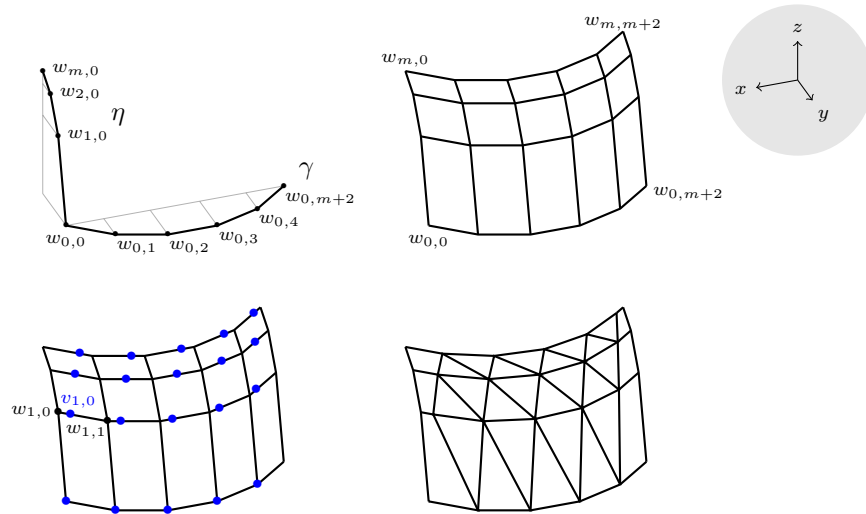 w_{m,0}
w_{2,0}
η
w_{1,0}
γ
w_{0,m+2}
w_{0,4}
w_{0,3}
w_{0,2}
w_{0,1}
w_{0,0}
w_{m,m+2}
w_{m,0}
w_{0,m+2}
w_{0,0}
z
x
y
v_{1,0}
w_{1,0}
w_{1,1}